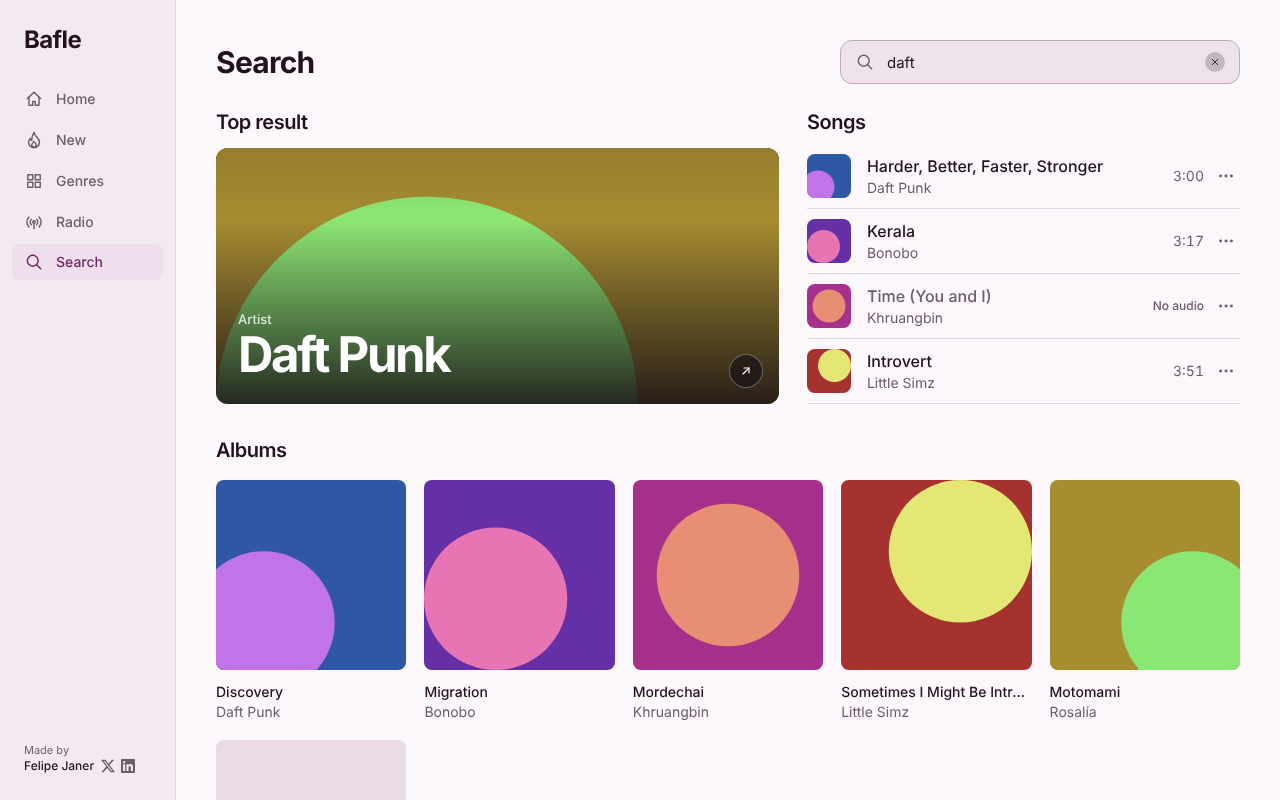 Bafle
Home
New
Genres
Radio
Search
Made by
Felipe Janer
Search
daft
Top result
Artist
Daft Punk
Songs
Harder, Better, Faster, Stronger
Daft Punk
3:00
Kerala
Bonobo
3:17
Time (You and I)
Khruangbin
No audio
Introvert
Little Simz
3:51
Albums
Discovery
Daft Punk
Migration
Bonobo
Mordechai
Khruangbin
Sometimes I Might Be Intr...
Little Simz
Motomami
Rosalía